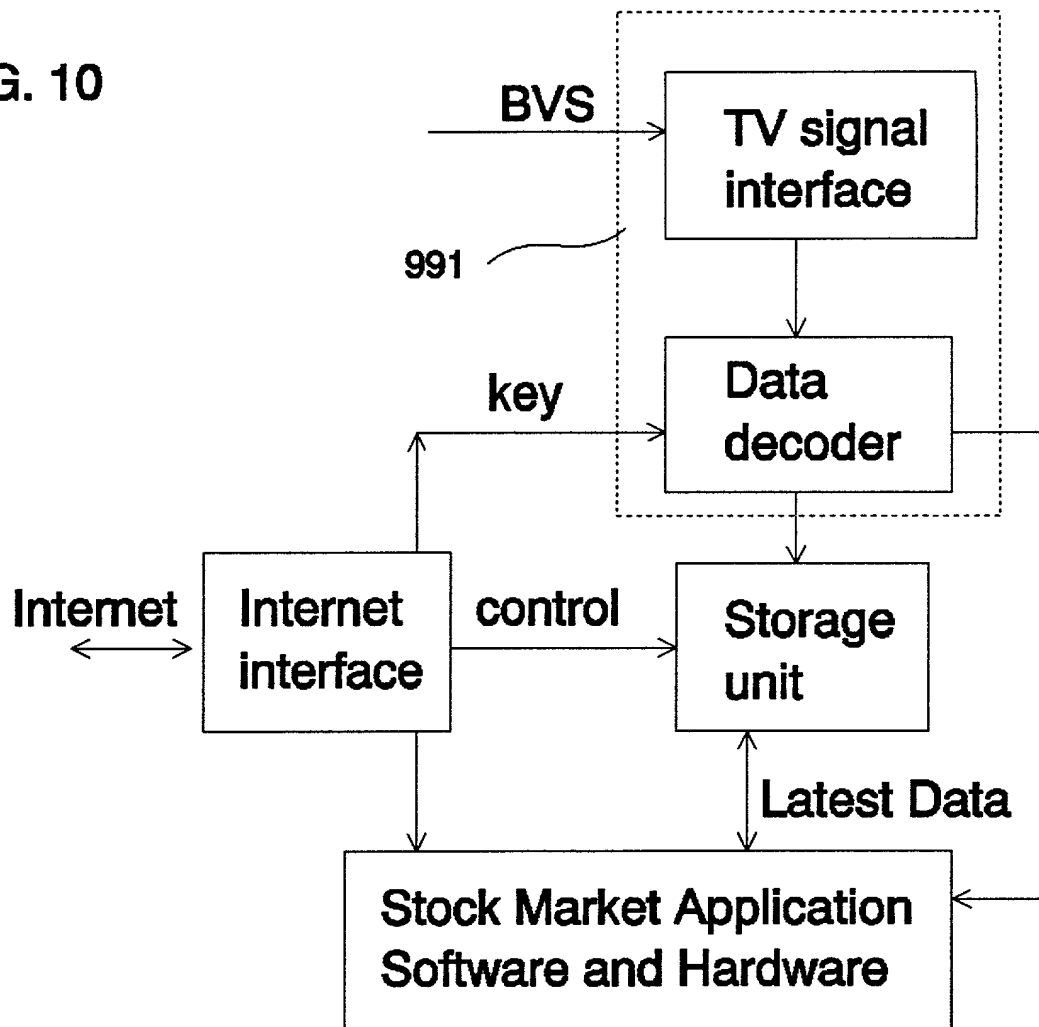 G. 10
BVS
TV signal
interface
991
key
Data
decoder
Internet
Internet
interface
control
Storage
unit
Latest Data
Stock Market Application
Software and Hardware